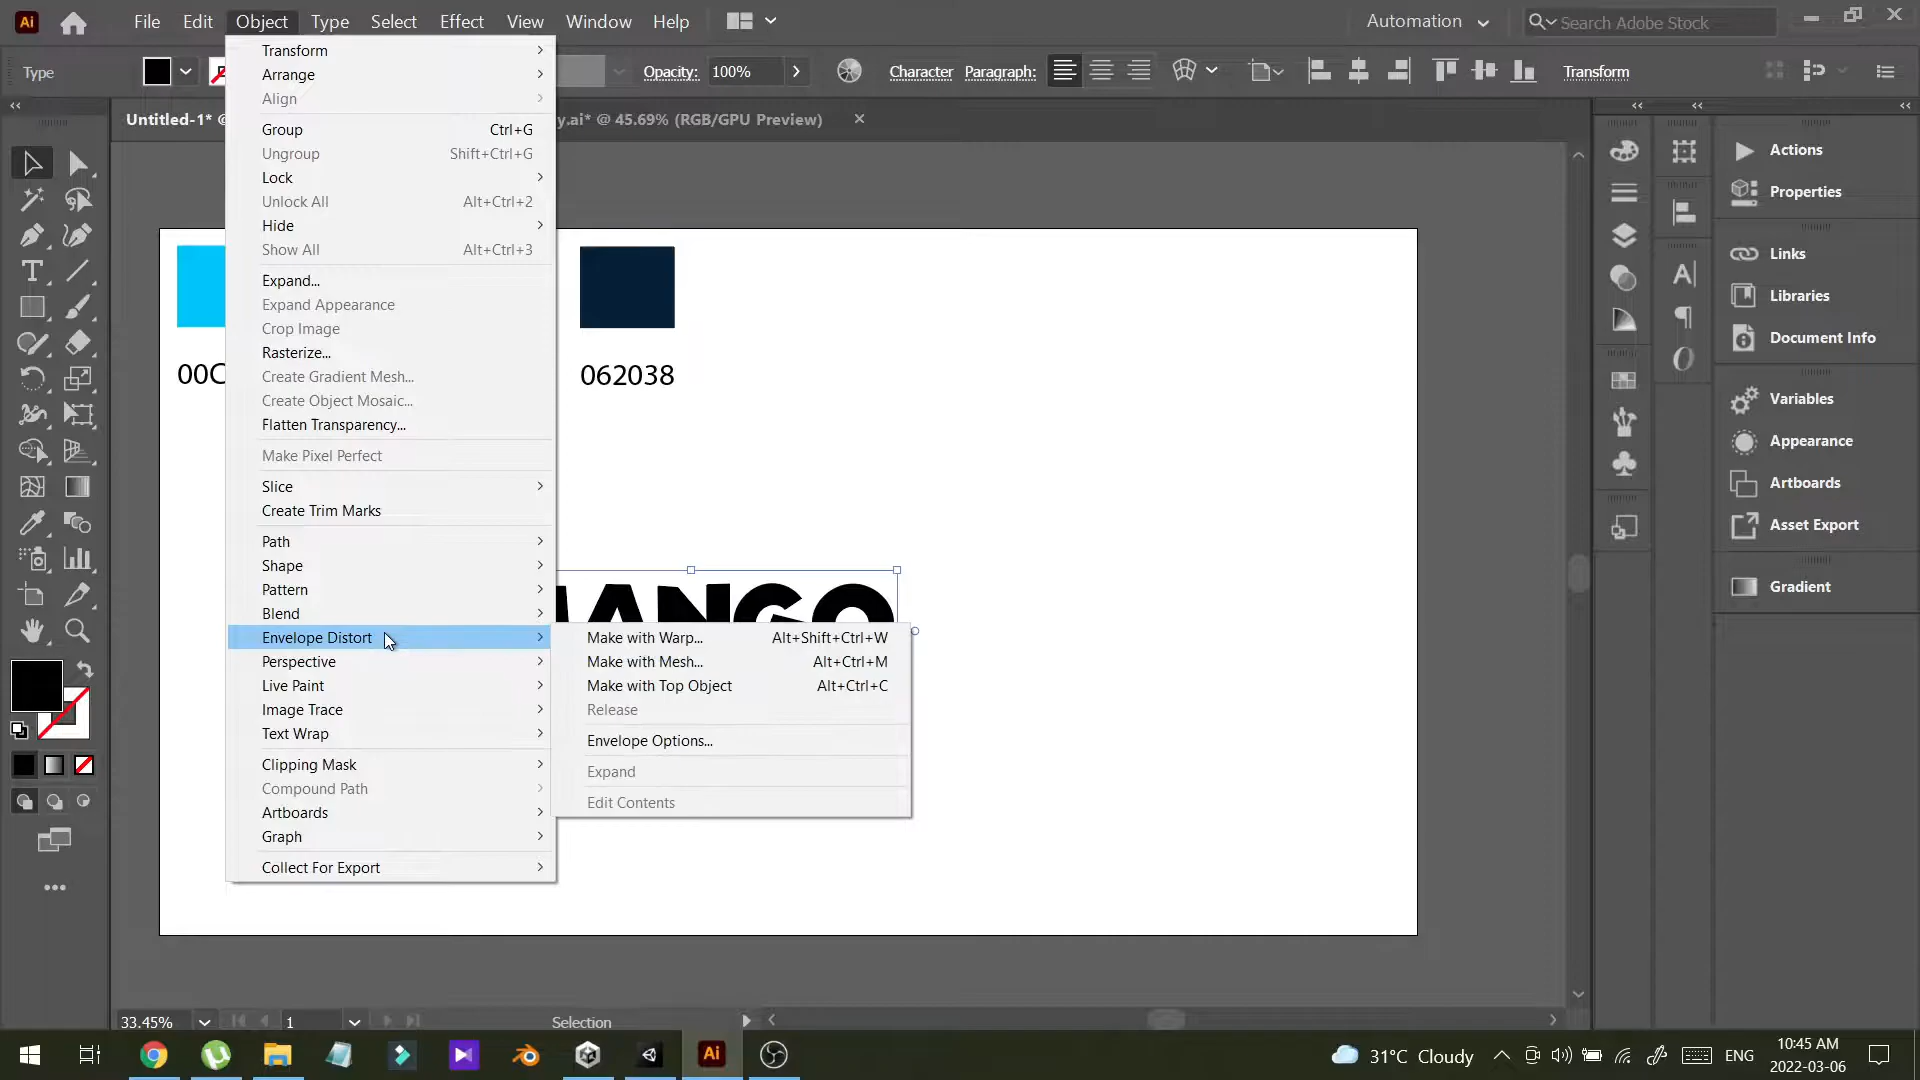 Ai File Edit Object Type Select Effect View Window Help Automation Search Adobe Stock
Type Opacity: 100% Character Paragraph: Transform
Untitled-1* @ y.ai* @ 45.69% (RGB/GPU Preview)
Transform
Arrange
Align
Group Ctrl+G
Ungroup Shift+Ctrl+G
Lock
Unlock All Alt+Ctrl+2
Hide
Show All Alt+Ctrl+3
Expand...
Expand Appearance
Crop Image
Rasterize...
Create Gradient Mesh...
Create Object Mosaic...
Flatten Transparency...
Make Pixel Perfect
Slice
Create Trim Marks
Path
Shape
Pattern
Blend
Envelope Distort
Perspective
Live Paint
Image Trace
Text Wrap
Clipping Mask
Compound Path
Artboards
Graph
Collect For Export
Make with Warp... Alt+Shift+Ctrl+W
Make with Mesh... Alt+Ctrl+M
Make with Top Object Alt+Ctrl+C
Release
Envelope Options...
Expand
Edit Contents
00C
062038
ANGO
Actions
Properties
Links
Libraries
Document Info
Variables
Appearance
Artboards
Asset Export
Gradient
33.45% 1 Selection
Ai 31°C Cloudy ENG
10:45 AM
2022-03-06